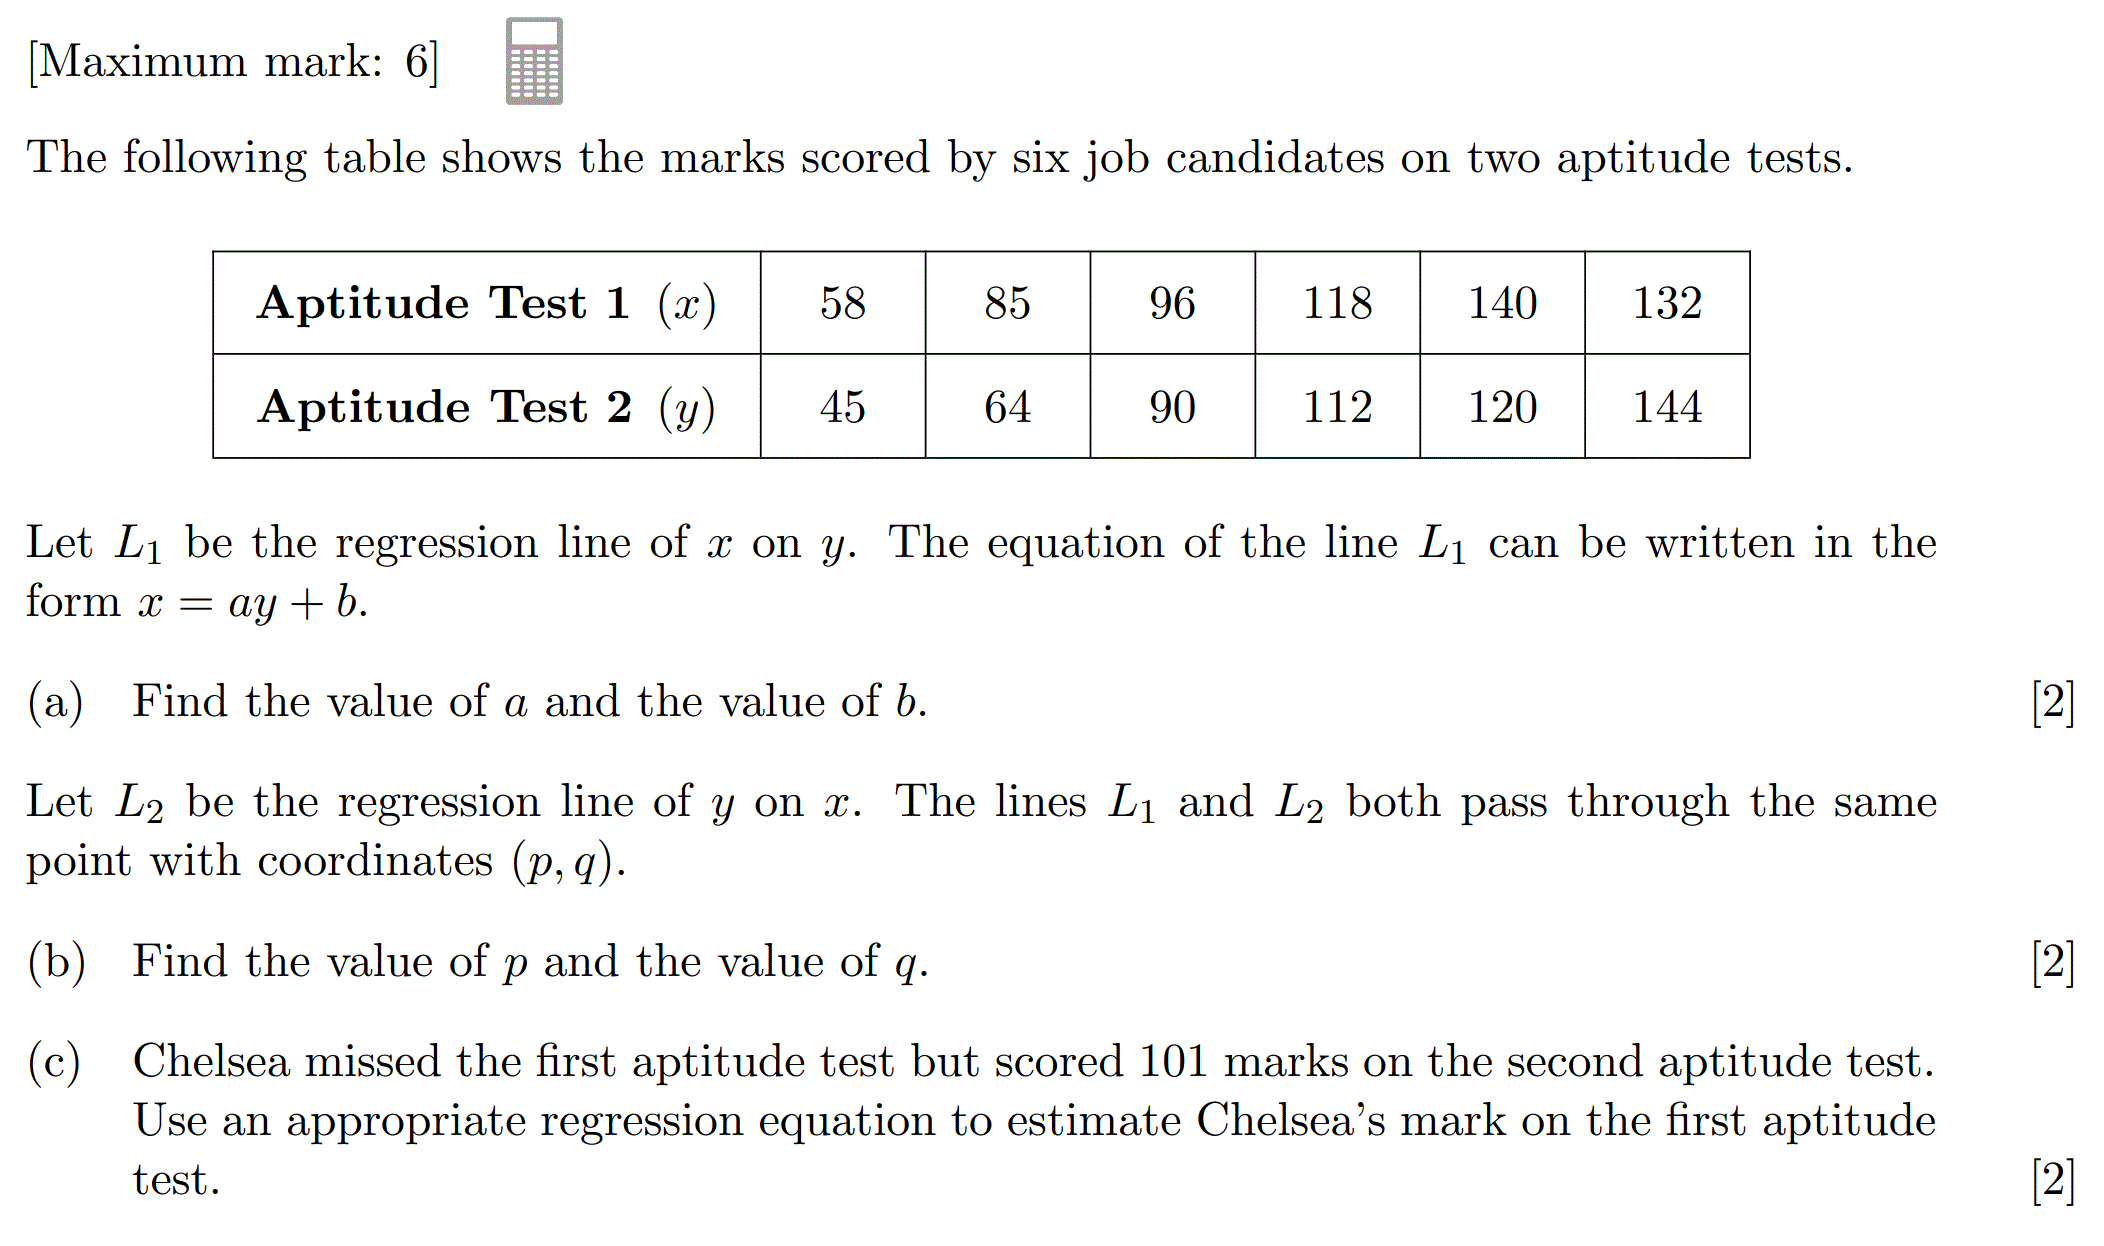 [Maximum mark: 6]
The following table shows the marks scored by six job candidates on two aptitude tests.
Aptitude Test 1 (x) 58 85 96 118 140 132
Aptitude Test 2 (y) 45 64 90 112 120 144
Let L₁ be the regression line of x on y. The equation of the line L₁ can be written in the
form x = ay + b.
(a) Find the value of a and the value of b. [2]
Let L₂ be the regression line of y on x. The lines L₁ and L₂ both pass through the same
point with coordinates (p, q).
(b) Find the value of p and the value of q. [2]
(c) Chelsea missed the first aptitude test but scored 101 marks on the second aptitude test.
Use an appropriate regression equation to estimate Chelsea's mark on the first aptitude
test. [2]